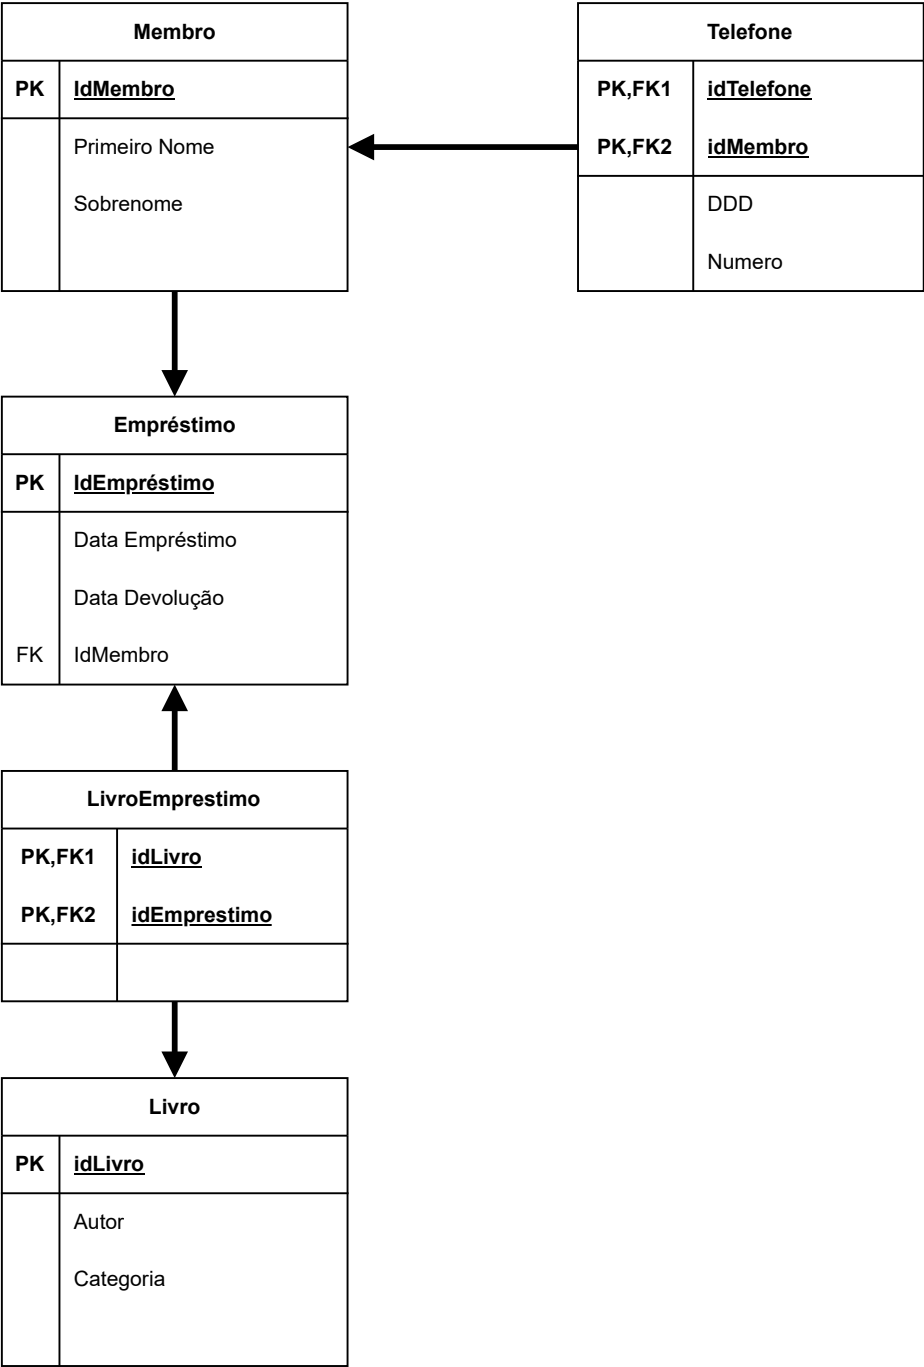 Membro
PK IdMembro
Primeiro Nome
Sobrenome
Telefone
PK,FK1 idTelefone
PK,FK2 idMembro
DDD
Numero
Empréstimo
PK IdEmpréstimo
Data Empréstimo
Data Devolução
FK IdMembro
LivroEmprestimo
PK,FK1 idLivro
PK,FK2 idEmprestimo
Livro
PK idLivro
Autor
Categoria